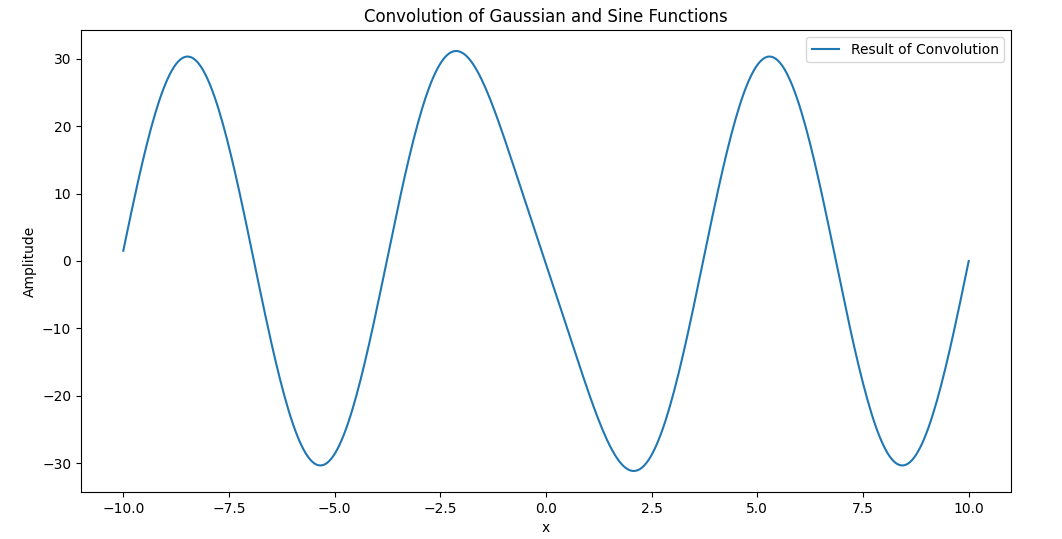 Convolution of Gaussian and Sine Functions
Result of Convolution
30
20
10
0
−10
−20
−30
Amplitude
−10.0 −7.5 −5.0 −2.5 0.0 2.5 5.0 7.5 10.0
x